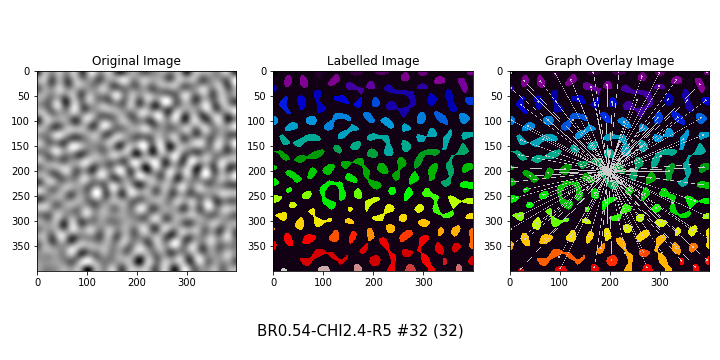 Original Image Labelled Image Graph Overlay Image
0 0 0
50 50 50
100 100 100
150 150 150
200 200 200
250 250 250
300 300 300
350 350 350
0 100 200 300 0 100 200 300 0 100 200 300
BR0.54-CHI2.4-R5 #32 (32)